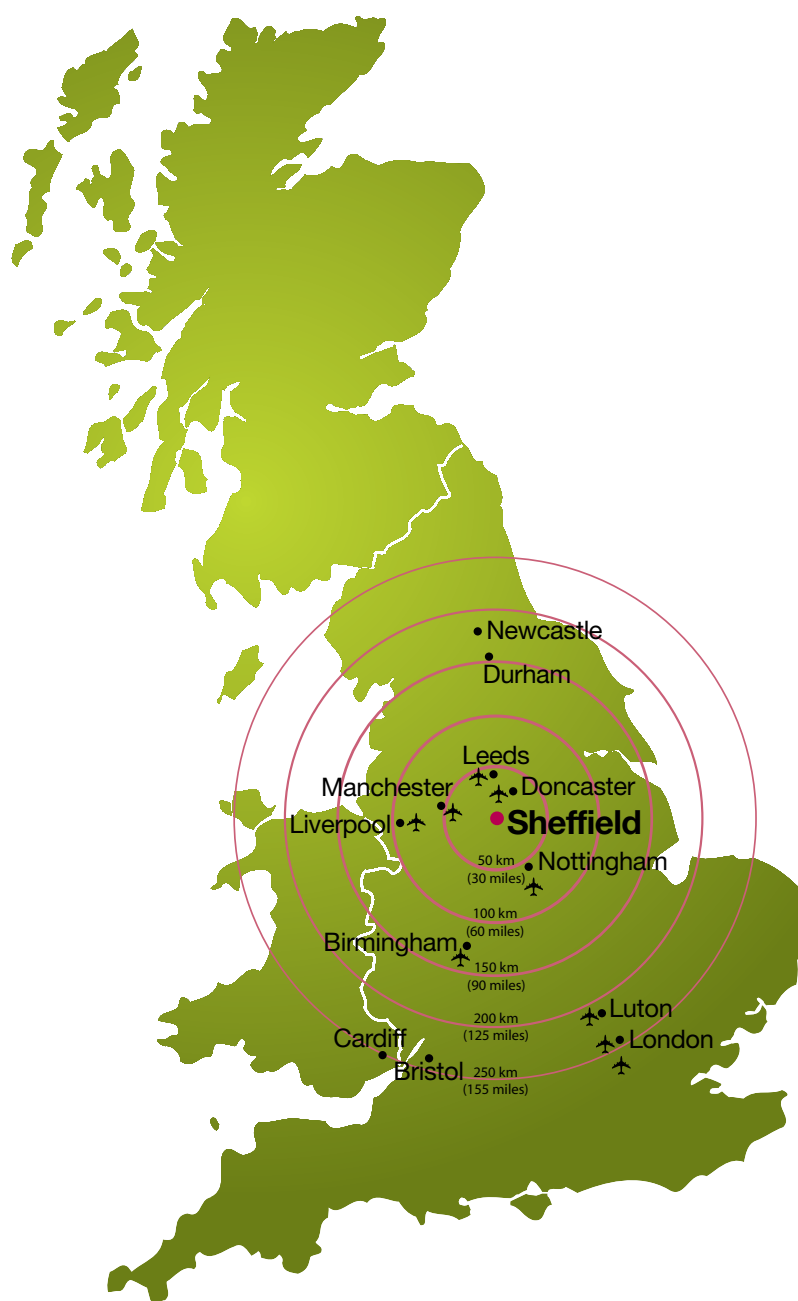 Newcastle
Durham
Leeds
Manchester
Doncaster
Liverpool
Sheffield
50 km
(30 miles)
Nottingham
100 km
(60 miles)
Birmingham
150 km
(90 miles)
Luton
200 km
(125 miles)
Cardiff
London
Bristol
250 km
(155 miles)